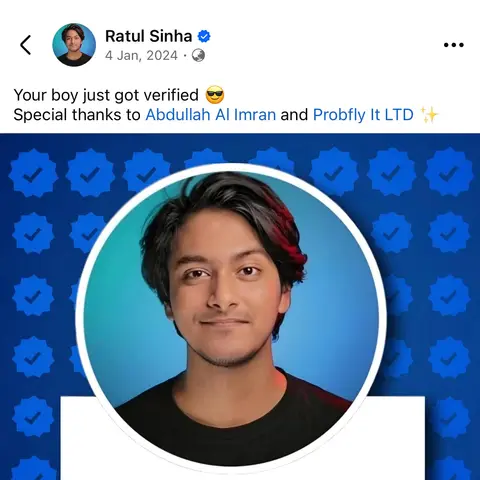 Ratul Sinha
4 Jan, 2024 ·
Your boy just got verified 😎
Special thanks to Abdullah Al Imran and Probfly It LTD ✨